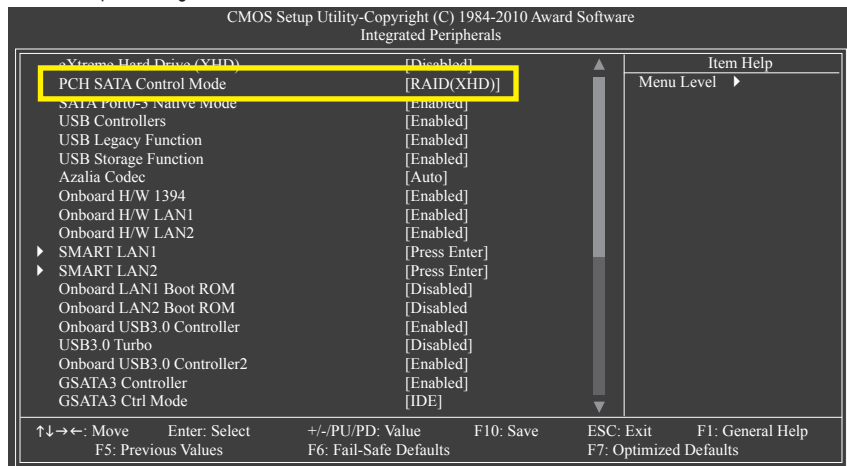 CMOS Setup Utility-Copyright (C) 1984-2010 Award Software
Integrated Peripherals
eXtreme Hard Drive (XHD) [Disabled]
PCH SATA Control Mode [RAID(XHD)]
SATA Port0-3 Native Mode [Enabled]
USB Controllers [Enabled]
USB Legacy Function [Enabled]
USB Storage Function [Enabled]
Azalia Codec [Auto]
Onboard H/W 1394 [Enabled]
Onboard H/W LAN1 [Enabled]
Onboard H/W LAN2 [Enabled]
SMART LAN1 [Press Enter]
SMART LAN2 [Press Enter]
Onboard LAN1 Boot ROM [Disabled]
Onboard LAN2 Boot ROM [Disabled
Onboard USB3.0 Controller [Enabled]
USB3.0 Turbo [Disabled]
Onboard USB3.0 Controller2 [Enabled]
GSATA3 Controller [Enabled]
GSATA3 Ctrl Mode [IDE]
Item Help
Menu Level
↑↓→←: Move Enter: Select +/-/PU/PD: Value F10: Save ESC: Exit F1: General Help
F5: Previous Values F6: Fail-Safe Defaults F7: Optimized Defaults